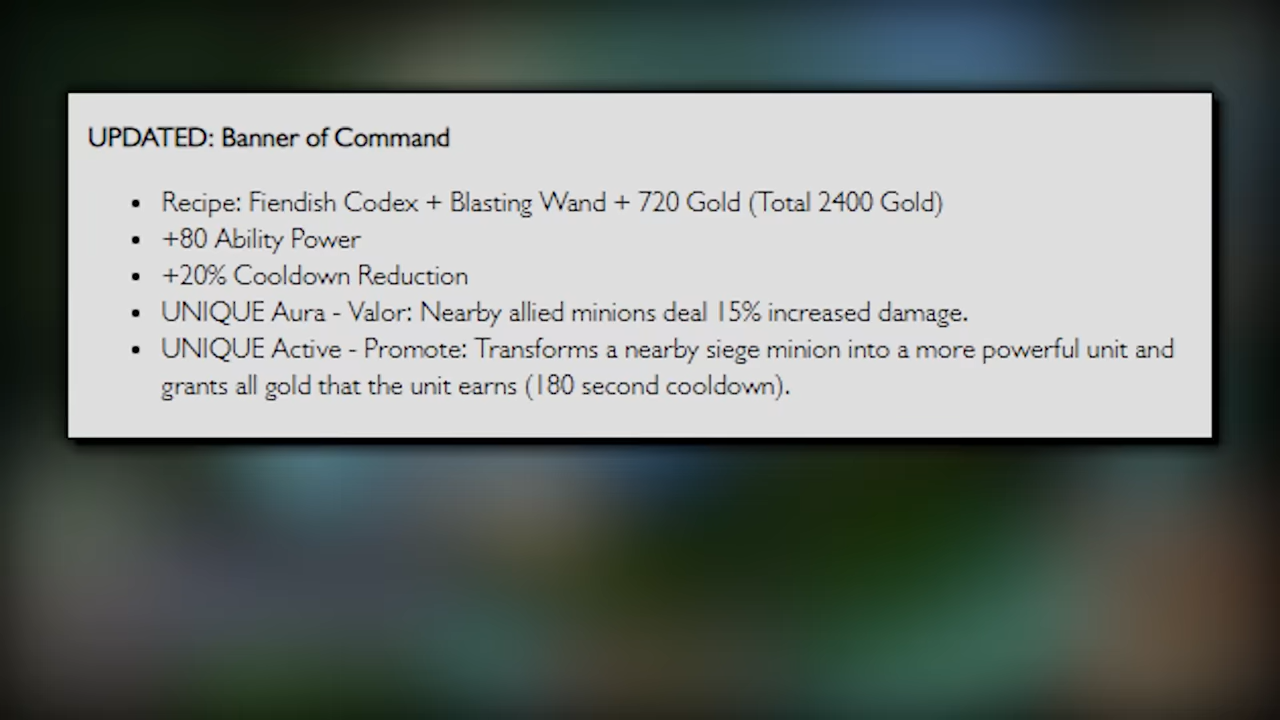 UPDATED: Banner of Command
• Recipe: Fiendish Codex + Blasting Wand + 720 Gold (Total 2400 Gold)
• +80 Ability Power
• +20% Cooldown Reduction
• UNIQUE Aura - Valor: Nearby allied minions deal 15% increased damage.
• UNIQUE Active - Promote: Transforms a nearby siege minion into a more powerful unit and
grants all gold that the unit earns (180 second cooldown).